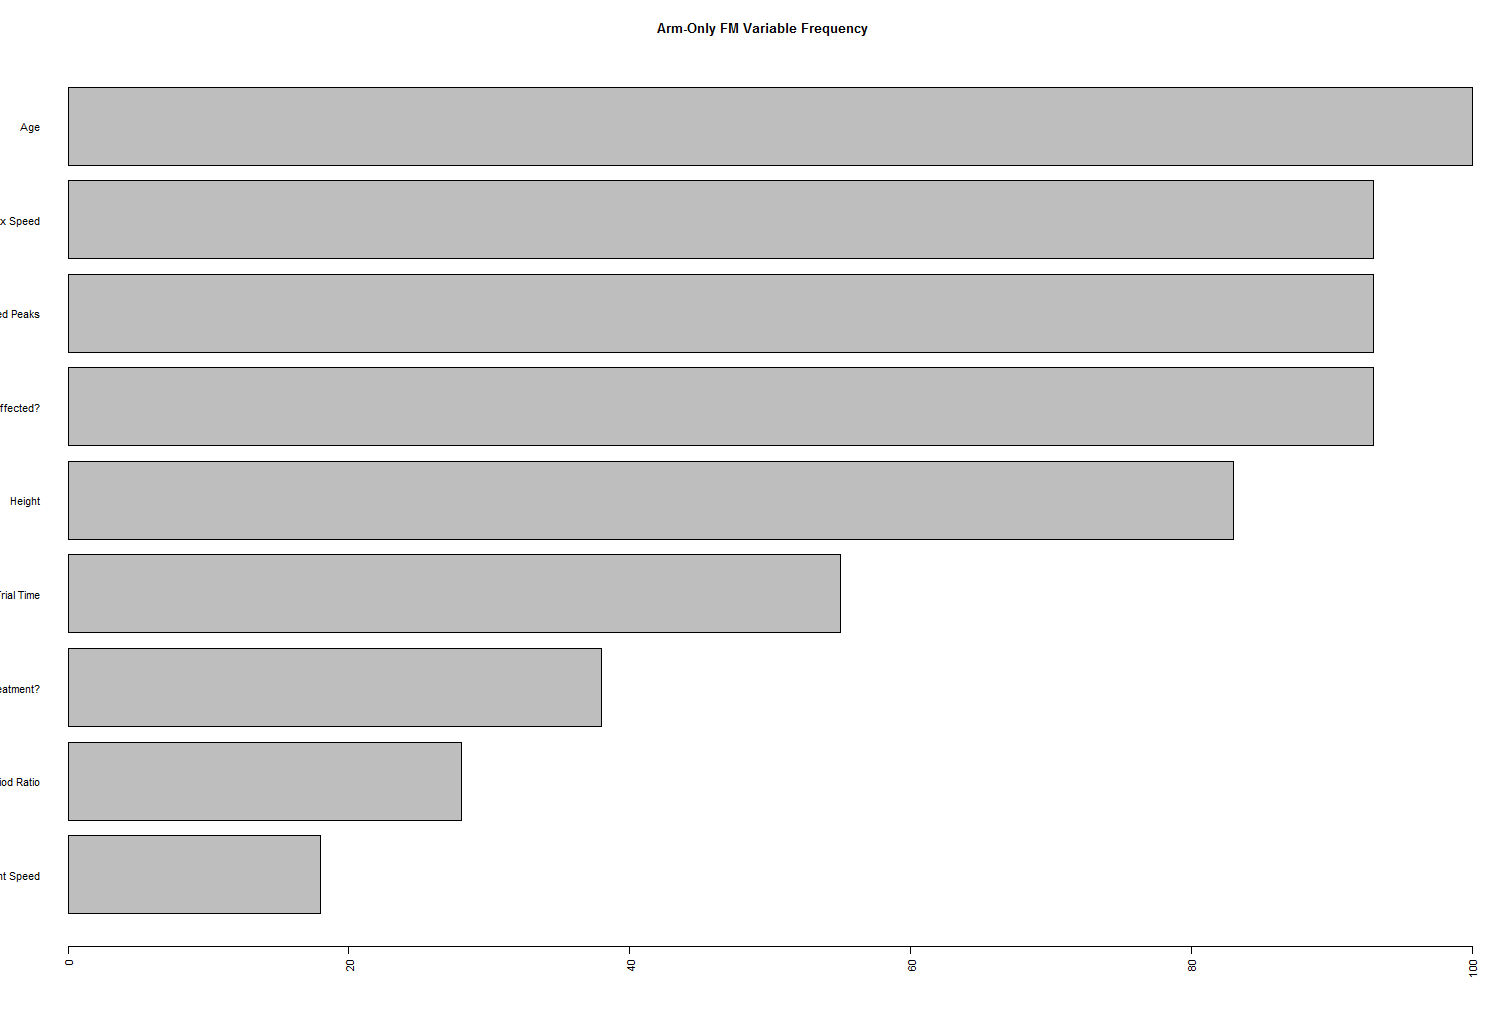 Arm-Only FM Variable Frequency
Age
x Speed
ed Peaks
ffected?
Height
Trial Time
eatment?
iod Ratio
nt Speed
0 20 40 60 80 100